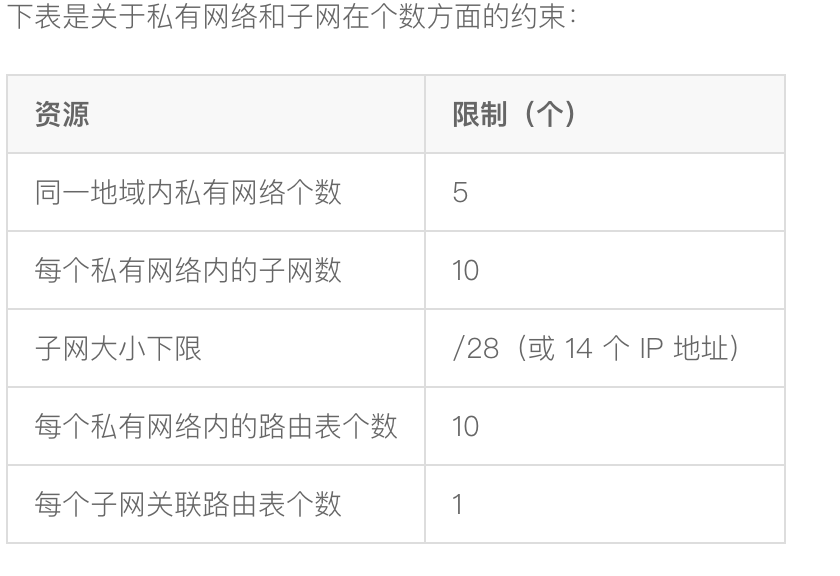 下表是关于私有网络和子网在个数方面的约束：
资源 限制（个）
同一地域内私有网络个数 5
每个私有网络内的子网数 10
子网大小下限 /28（或 14 个 IP 地址）
每个私有网络内的路由表个数 10
每个子网关联路由表个数 1